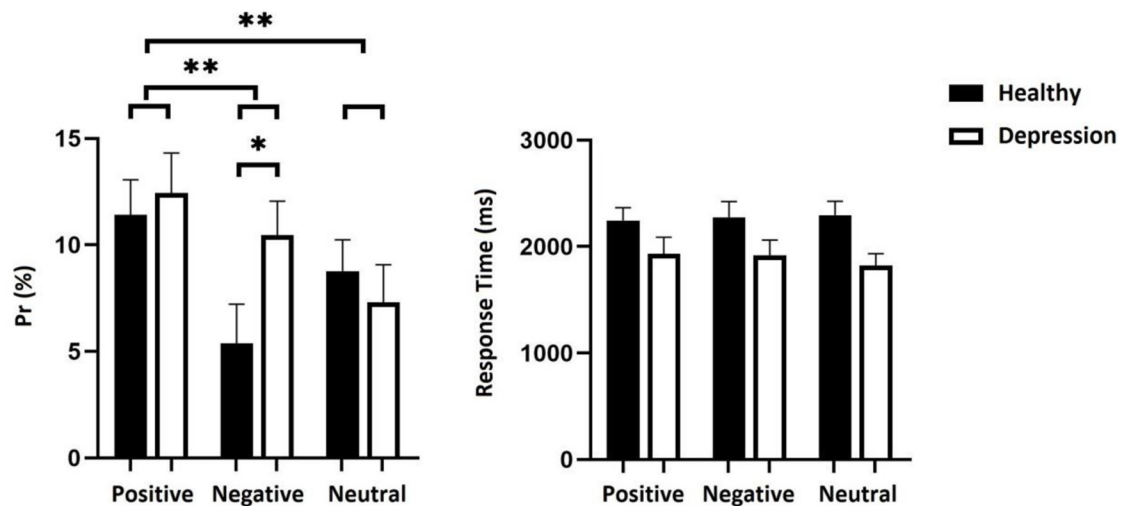 **
**
*
Healthy
Depression
Pr (%)
15
10
5
0
Positive Negative Neutral
Response Time (ms)
3000
2000
1000
0
Positive Negative Neutral